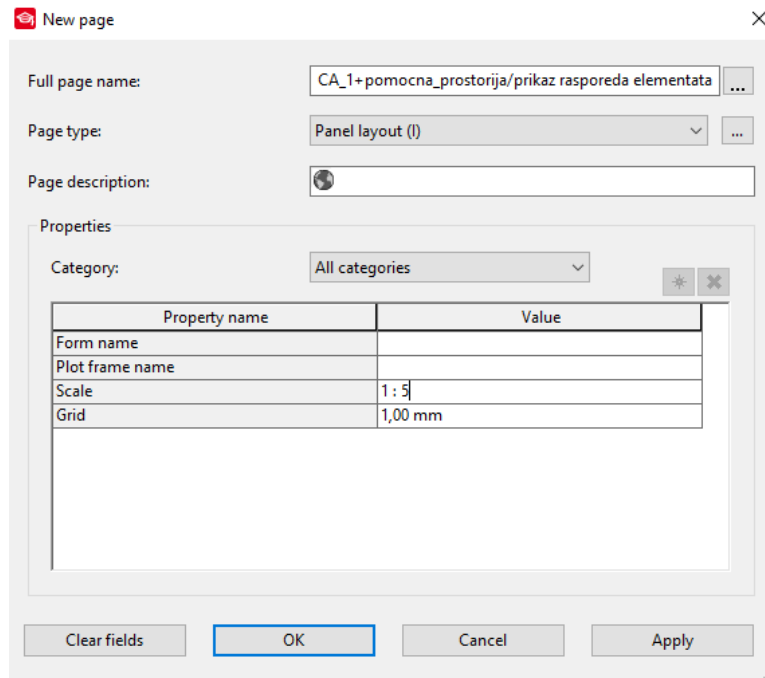 New page
Full page name: CA_1+pomocna_prostorija/prikaz rasporeda elementata ...
Page type: Panel layout (I) ...
Page description:
Properties
Category: All categories
Property name Value
Form name
Plot frame name
Scale 1 : 5
Grid 1,00 mm
Clear fields OK Cancel Apply